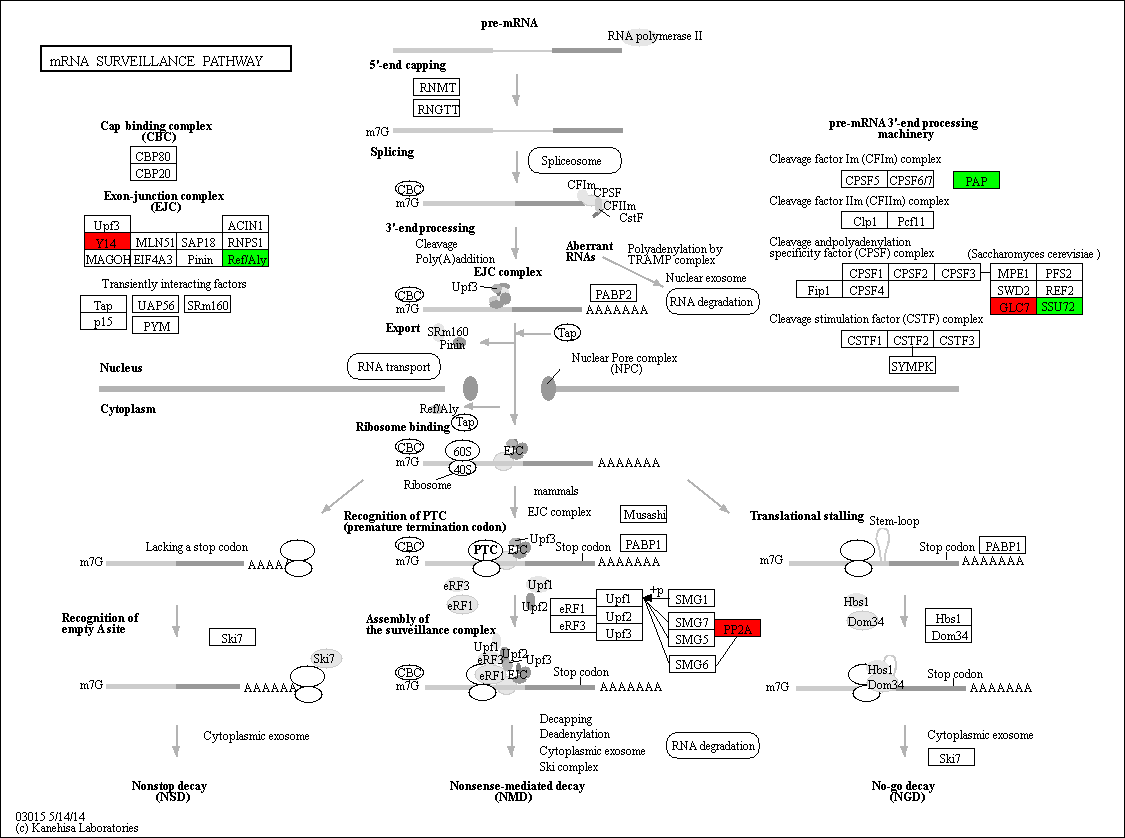 pre-mRNA
RNA polymerase II
mRNA SURVEILLANCE PATHWAY
5'-end capping
RNMT
RNGTT
m7G
Cap binding complex
(CBC)
CBP80
CBP20
Exon-junction complex
(EJC)
Upf3
ACIN1
Y14
MLN51
SAP18
RNPS1
MAGOH
EIF4A3
Pinin
Ref/Aly
Transiently interacting factors
Tap
UAP56
SRm160
p15
PYM
Splicing
Spliceosome
CBC
m7G
CFIm
CPSF
CFIIm
CstF
3'-end processing
Cleavage
Poly(A)addition
EJC complex
Upf3
CBC
m7G
PABP2
AAAAAAA
Aberrant
RNAs
Polyadenylation by
TRAMP complex
Nuclear exosome
RNA degradation
Export
SRm160
Pinin
Tap
RNA transport
Nuclear Pore complex
(NPC)
pre-mRNA 3'-end processing
machinery
Cleavage factor Im (CFIm) complex
CPSF5
CPSF6/7
PAP
Cleavage factor IIm (CFIIm) complex
Clp1
Pcf11
Cleavage andpolyadenylation
specificity factor (CPSF) complex
(Saccharomyces cerevisiae )
CPSF1
CPSF2
CPSF3
MPE1
PFS2
Fip1
CPSF4
SWD2
REF2
GLC7
SSU72
Cleavage stimulation factor (CSTF) complex
CSTF1
CSTF2
CSTF3
SYMPK
Nucleus
Cytoplasm
Ref/Aly
Tap
Ribosome binding
CBC
m7G
60S
40S
EJC
AAAAAAA
Ribosome
mammals
EJC complex
Recognition of PTC
(premature termination codon)
Musashi
PABP1
CBC
m7G
PTC
EJC
Upf3
Stop codon
AAAAAAA
Lacking a stop codon
m7G
AAAAA
Translational stalling
Stem-loop
Stop codon
PABP1
m7G
AAAAAAA
eRF3
eRF1
Upf1
Upf2
eRF1
eRF3
Upf1
Upf2
Upf3
+p
SMG1
SMG7
SMG5
SMG6
PP2A
Recognition of
empty A site
Ski7
Ski7
m7G
AAAAAA
Assembly of
the surveillance complex
Upf1
Upf2
eRF3
Upf3
eRF1
EJC
CBC
m7G
Stop codon
AAAAAAA
Hbs1
Dom34
Hbs1
Dom34
Hbs1
Dom34
Stop codon
m7G
AAAAAAA
Cytoplasmic exosome
Nonstop decay
(NSD)
Decapping
Deadenylation
Cytoplasmic exosome
Ski complex
RNA degradation
Nonsense-mediated decay
(NMD)
Cytoplasmic exosome
Ski7
No-go decay
(NGD)
03015 5/14/14
(c) Kanehisa Laboratories